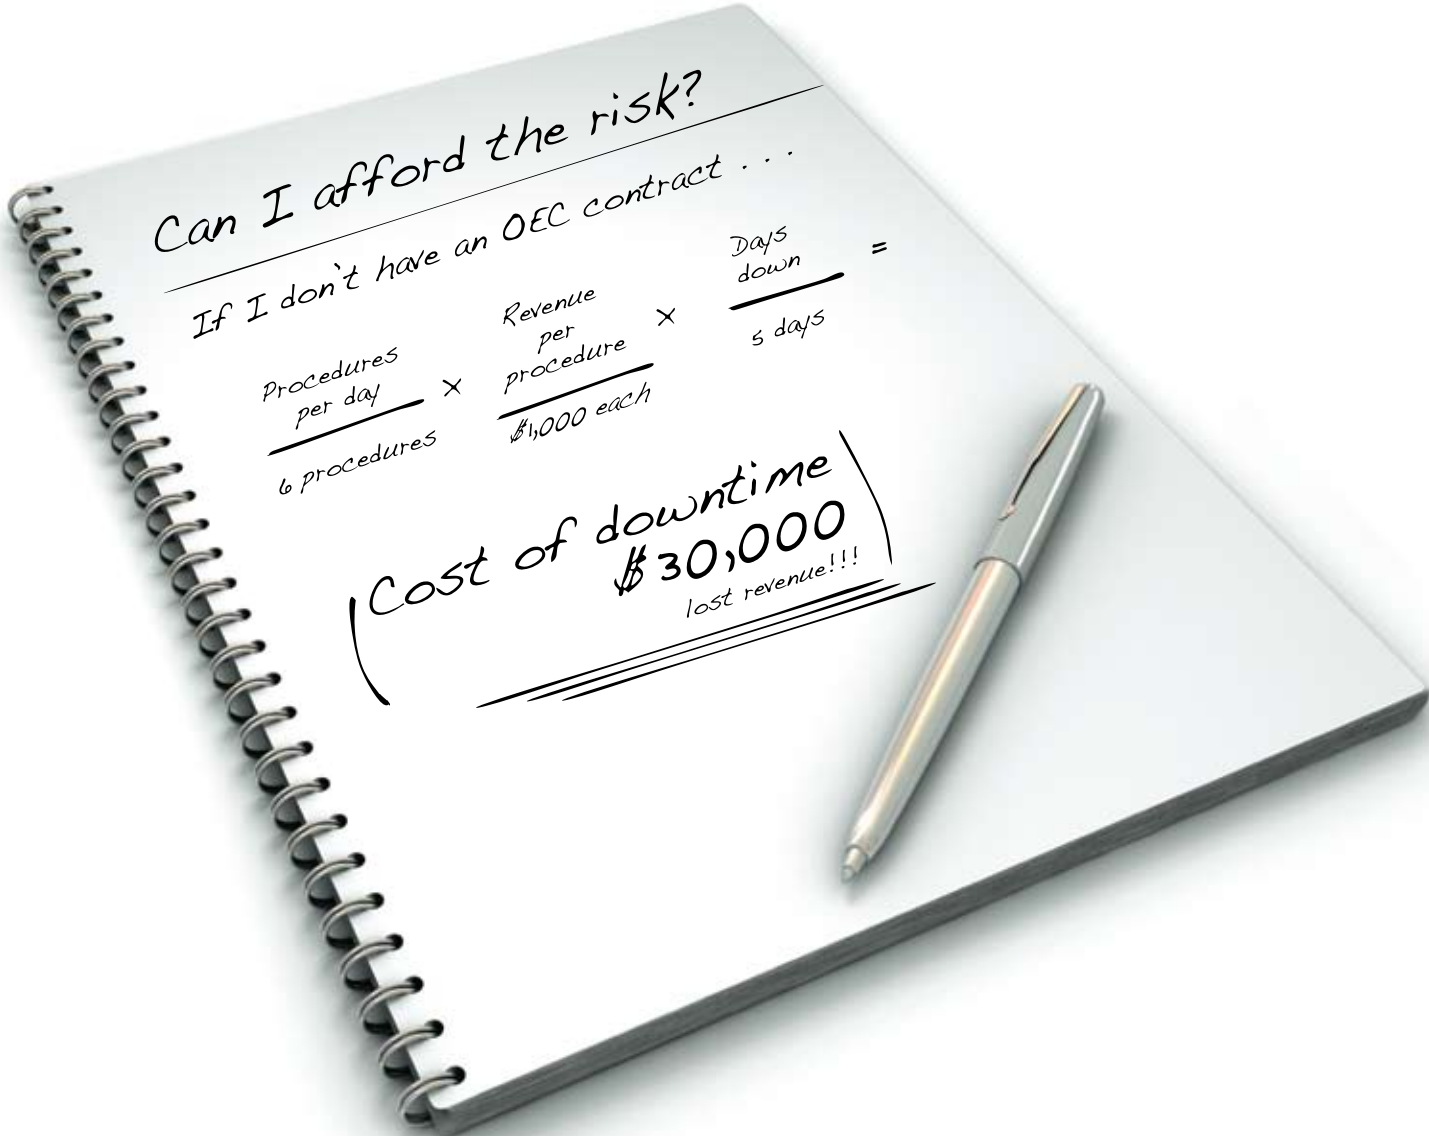 Can I afford the risk?
If I don't have an OEC contract . . .
Procedures
per day
6 procedures
×
Revenue
per
procedure
$1,000 each
×
Days
down
5 days
=
Cost of downtime
$30,000
lost revenue!!!